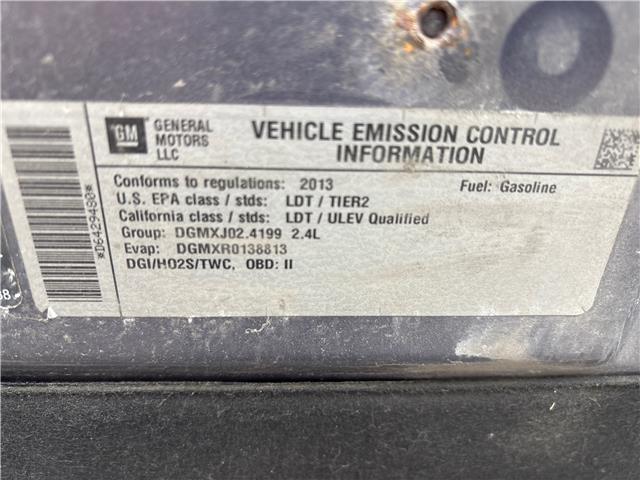 GM
GENERAL
MOTORS
LLC
VEHICLE EMISSION CONTROL
INFORMATION
Conforms to regulations: 2013
Fuel: Gasoline
U.S. EPA class / stds: LDT / TIER2
California class / stds: LDT / ULEV Qualified
Group: DGMXJ02.4199 2.4L
Evap: DGMXR0138813
DGI/HO2S/TWC, OBD: II
*D6429480*